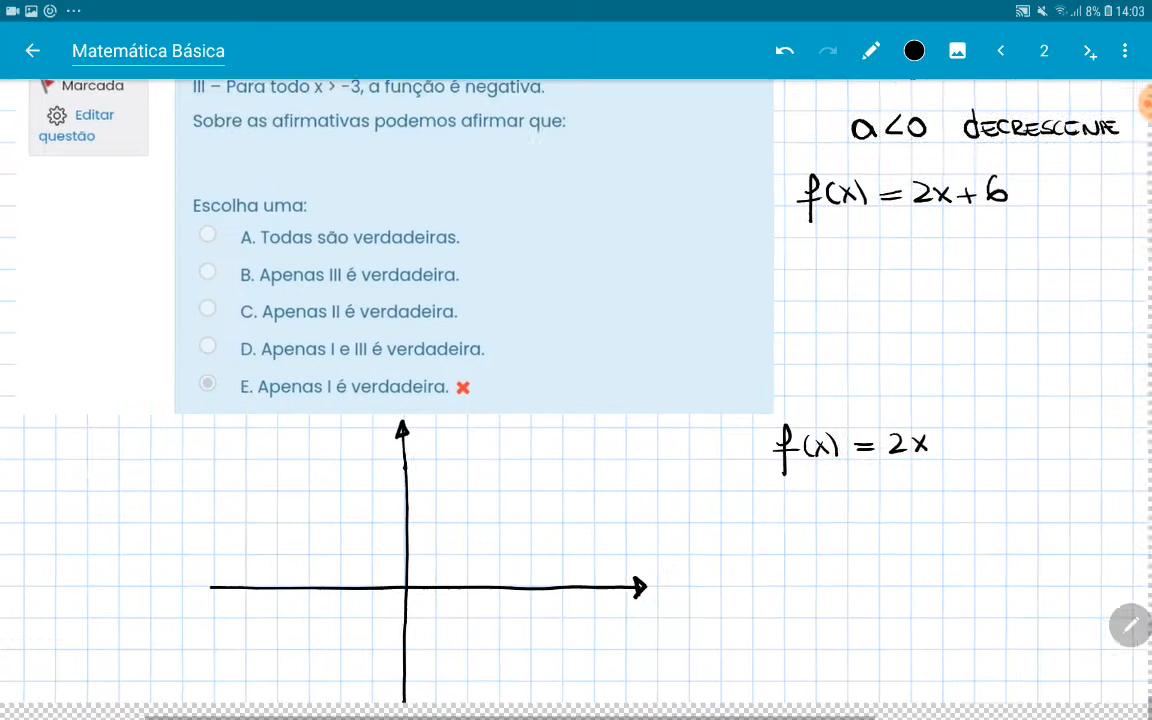 8% 14:03
Matemática Básica
2
Marcada
Editar questão
III – Para todo x > -3, a função é negativa.
Sobre as afirmativas podemos afirmar que:
Escolha uma:
A. Todas são verdadeiras.
B. Apenas III é verdadeira.
C. Apenas II é verdadeira.
D. Apenas I e III é verdadeira.
E. Apenas I é verdadeira.
a<0 DECRESCENTE
f(x) = 2x+6
f(x) = 2x